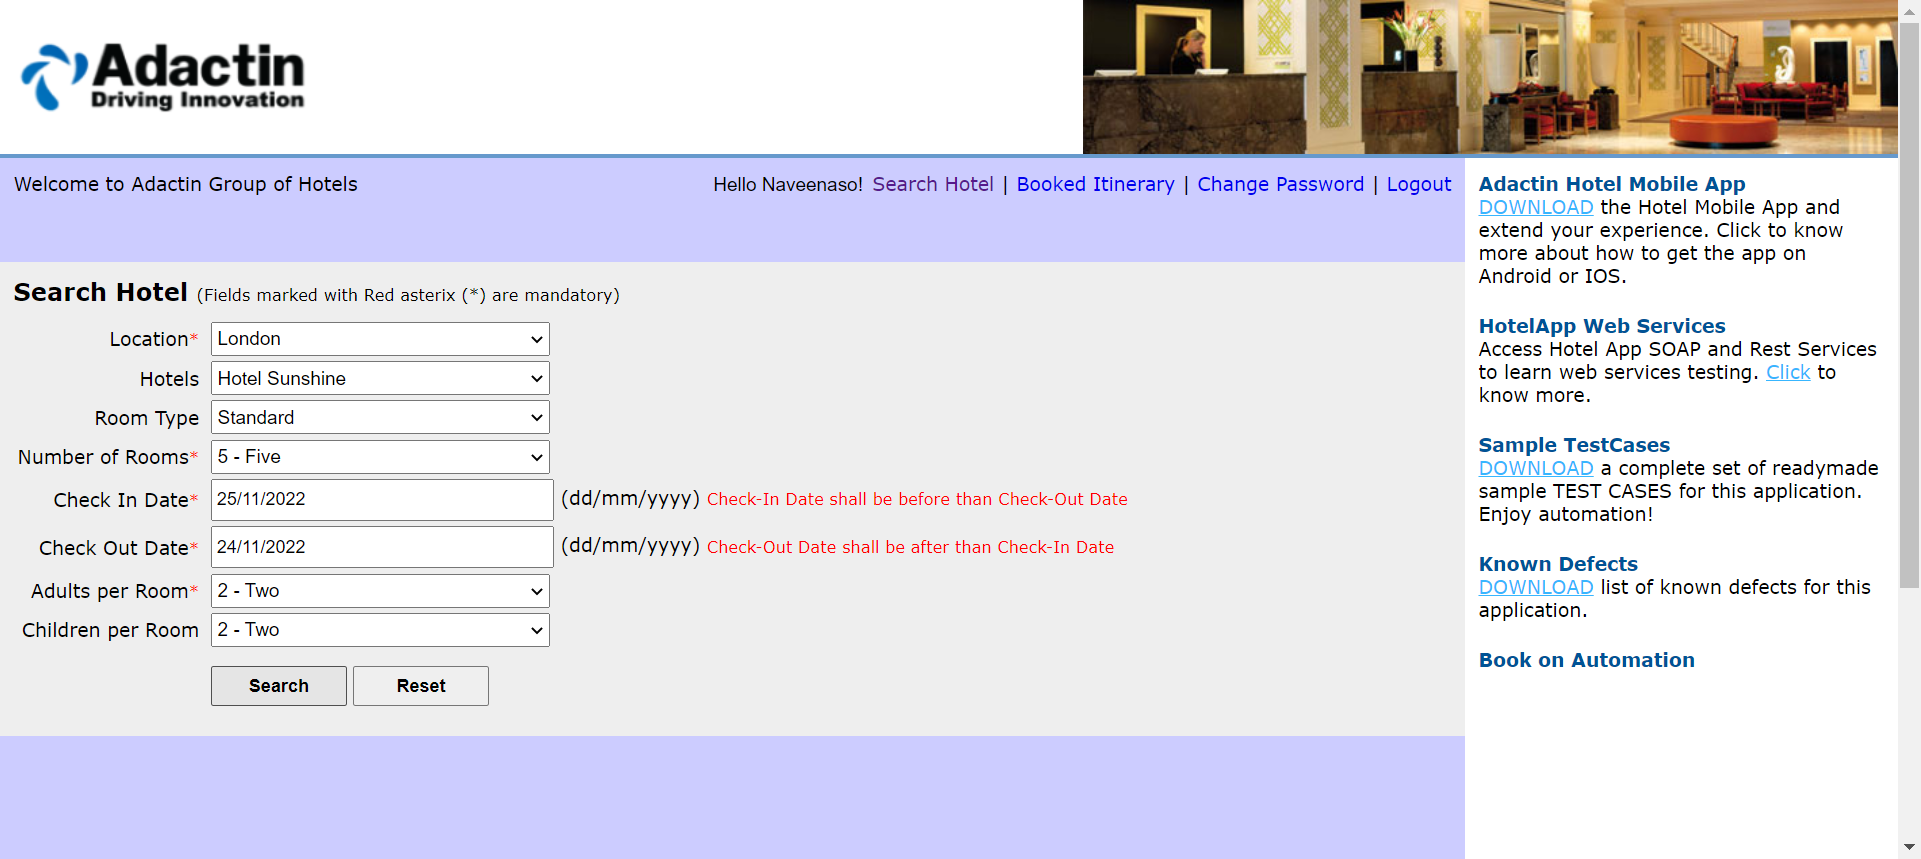 Adactin
Driving Innovation
Welcome to Adactin Group of Hotels
Hello Naveenaso! Search Hotel | Booked Itinerary | Change Password | Logout
Search Hotel (Fields marked with Red asterix (*) are mandatory)
Location* London
Hotels Hotel Sunshine
Room Type Standard
Number of Rooms* 5 - Five
Check In Date* 25/11/2022 (dd/mm/yyyy) Check-In Date shall be before than Check-Out Date
Check Out Date* 24/11/2022 (dd/mm/yyyy) Check-Out Date shall be after than Check-In Date
Adults per Room* 2 - Two
Children per Room 2 - Two
Search Reset
Adactin Hotel Mobile App
DOWNLOAD the Hotel Mobile App and
extend your experience. Click to know
more about how to get the app on
Android or IOS.
HotelApp Web Services
Access Hotel App SOAP and Rest Services
to learn web services testing. Click to
know more.
Sample TestCases
DOWNLOAD a complete set of readymade
sample TEST CASES for this application.
Enjoy automation!
Known Defects
DOWNLOAD list of known defects for this
application.
Book on Automation